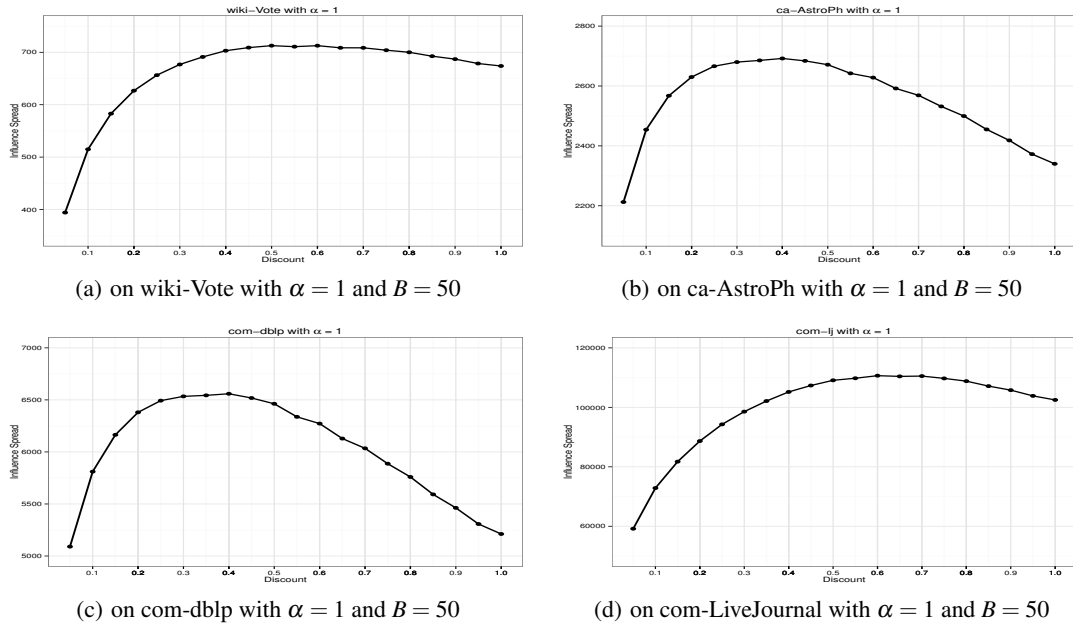 wiki-Vote with α = 1
Influence Spread
700
600
500
400
0.1 0.2 0.3 0.4 0.5 0.6 0.7 0.8 0.9 1.0
Discount
(a) on wiki-Vote with α = 1 and B = 50
ca-AstroPh with α = 1
Influence Spread
2800
2600
2400
2200
0.1 0.2 0.3 0.4 0.5 0.6 0.7 0.8 0.9 1.0
Discount
(b) on ca-AstroPh with α = 1 and B = 50
com-dblp with α = 1
Influence Spread
7000
6500
6000
5500
5000
0.1 0.2 0.3 0.4 0.5 0.6 0.7 0.8 0.9 1.0
Discount
(c) on com-dblp with α = 1 and B = 50
com-lj with α = 1
Influence Spread
120000
100000
80000
60000
0.1 0.2 0.3 0.4 0.5 0.6 0.7 0.8 0.9 1.0
Discount
(d) on com-LiveJournal with α = 1 and B = 50